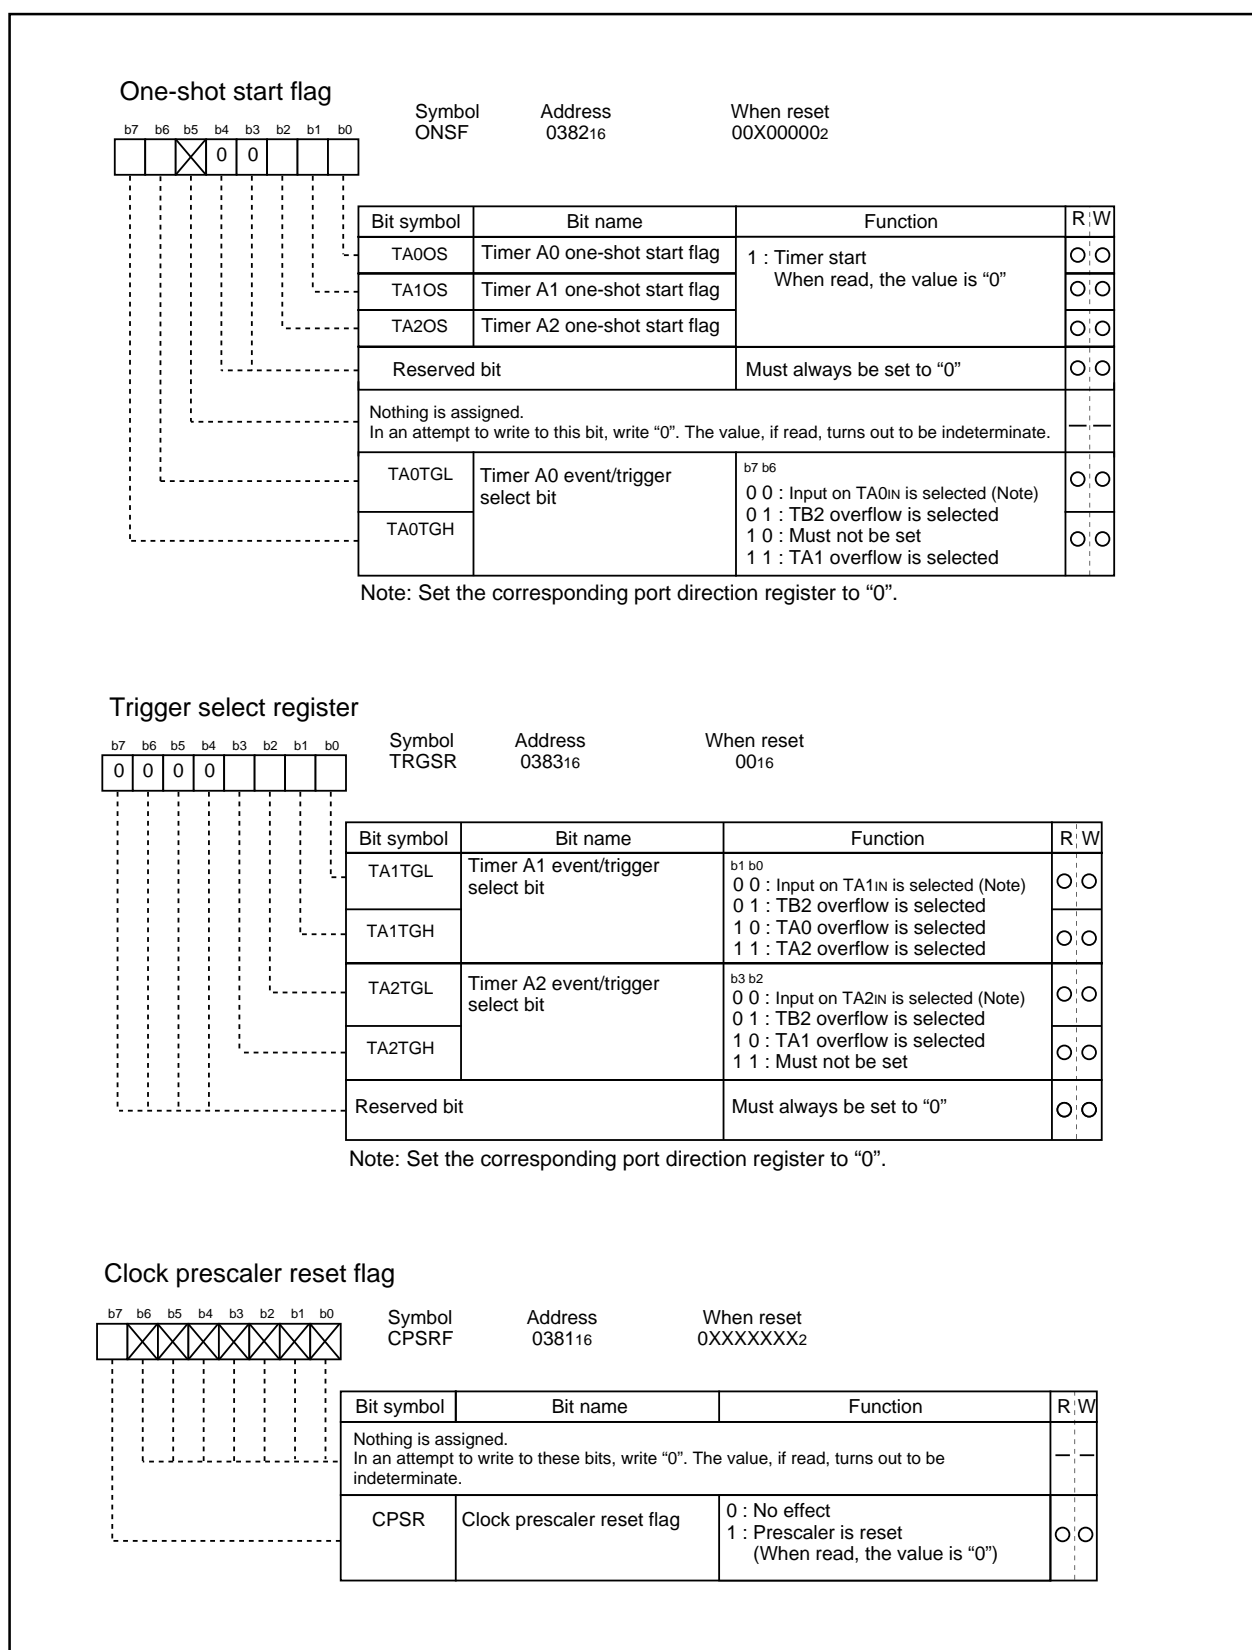 One-shot start flag
Symbol Address When reset
ONSF 038216 00X000002
b7 b6 b5 b4 b3 b2 b1 b0
0 0
Bit symbol Bit name Function R W
TA0OS Timer A0 one-shot start flag 1 : Timer start
When read, the value is “0”
TA1OS Timer A1 one-shot start flag
TA2OS Timer A2 one-shot start flag
Reserved bit Must always be set to “0”
Nothing is assigned.
In an attempt to write to this bit, write “0”. The value, if read, turns out to be indeterminate.
TA0TGL Timer A0 event/trigger
select bit
b7 b6
0 0 : Input on TA0IN is selected (Note)
0 1 : TB2 overflow is selected
TA0TGH 1 0 : Must not be set
1 1 : TA1 overflow is selected
Note: Set the corresponding port direction register to “0”.
Trigger select register
Symbol Address When reset
TRGSR 038316 0016
b7 b6 b5 b4 b3 b2 b1 b0
0 0 0 0
Bit symbol Bit name Function R W
TA1TGL Timer A1 event/trigger
select bit
b1 b0
0 0 : Input on TA1IN is selected (Note)
0 1 : TB2 overflow is selected
TA1TGH 1 0 : TA0 overflow is selected
1 1 : TA2 overflow is selected
TA2TGL Timer A2 event/trigger
select bit
b3 b2
0 0 : Input on TA2IN is selected (Note)
0 1 : TB2 overflow is selected
TA2TGH 1 0 : TA1 overflow is selected
1 1 : Must not be set
Reserved bit Must always be set to “0”
Note: Set the corresponding port direction register to “0”.
Clock prescaler reset flag
Symbol Address When reset
CPSRF 038116 0XXXXXXX2
b7 b6 b5 b4 b3 b2 b1 b0
Bit symbol Bit name Function R W
Nothing is assigned.
In an attempt to write to these bits, write “0”. The value, if read, turns out to be
indeterminate.
CPSR Clock prescaler reset flag 0 : No effect
1 : Prescaler is reset
(When read, the value is “0”)